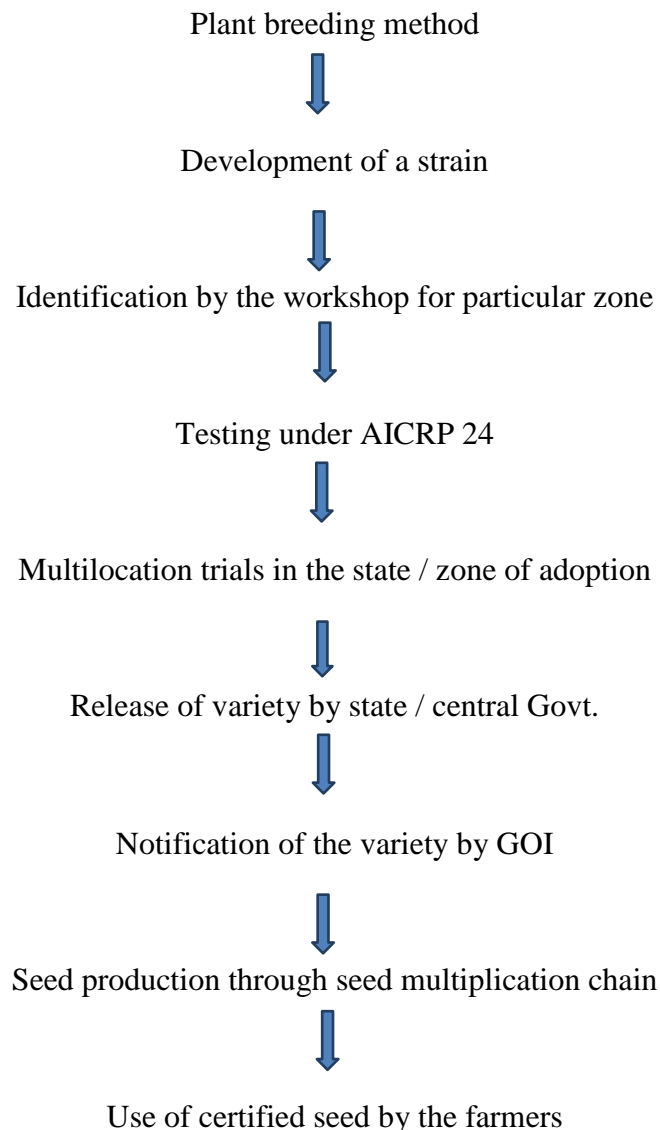 Plant breeding method
Development of a strain
Identification by the workshop for particular zone
Testing under AICRP 24
Multilocation trials in the state / zone of adoption
Release of variety by state / central Govt.
Notification of the variety by GOI
Seed production through seed multiplication chain
Use of certified seed by the farmers